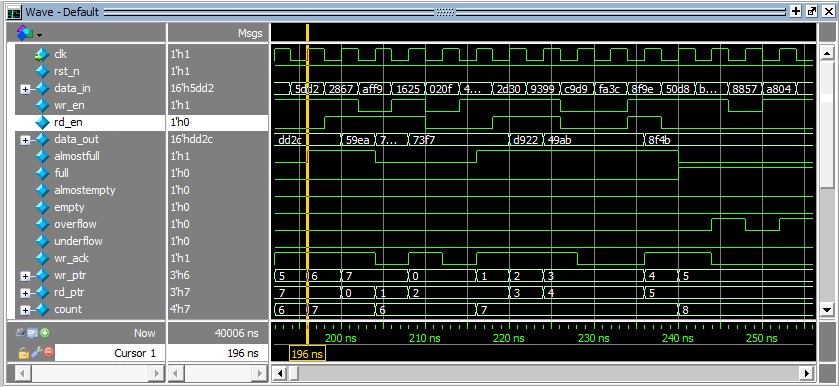 Wave - Default
Msgs
clk 1'h1
rst_n 1'h1
data_in 16'h5dd2 5dd2 2867 aff9 1625 020f 4... 2d30 9399 c9d9 fa3c 8f9e 50d8 b... 8857 a804
wr_en 1'h1
rd_en 1'h0
data_out 16'hdd2c dd2c 59ea 7... 73f7 d922 49ab 8f4b
almostfull 1'h1
full 1'h0
almostempty 1'h0
empty 1'h0
overflow 1'h0
underflow 1'h0
wr_ack 1'h1
wr_ptr 3'h6 5 6 7 0 1 2 3 4 5
rd_ptr 3'h7 7 0 1 2 3 4 5
count 4'h7 6 7 6 7 8
Now 40006 ns 200 ns 210 ns 220 ns 230 ns 240 ns 250 ns
Cursor 1 196 ns 196 ns